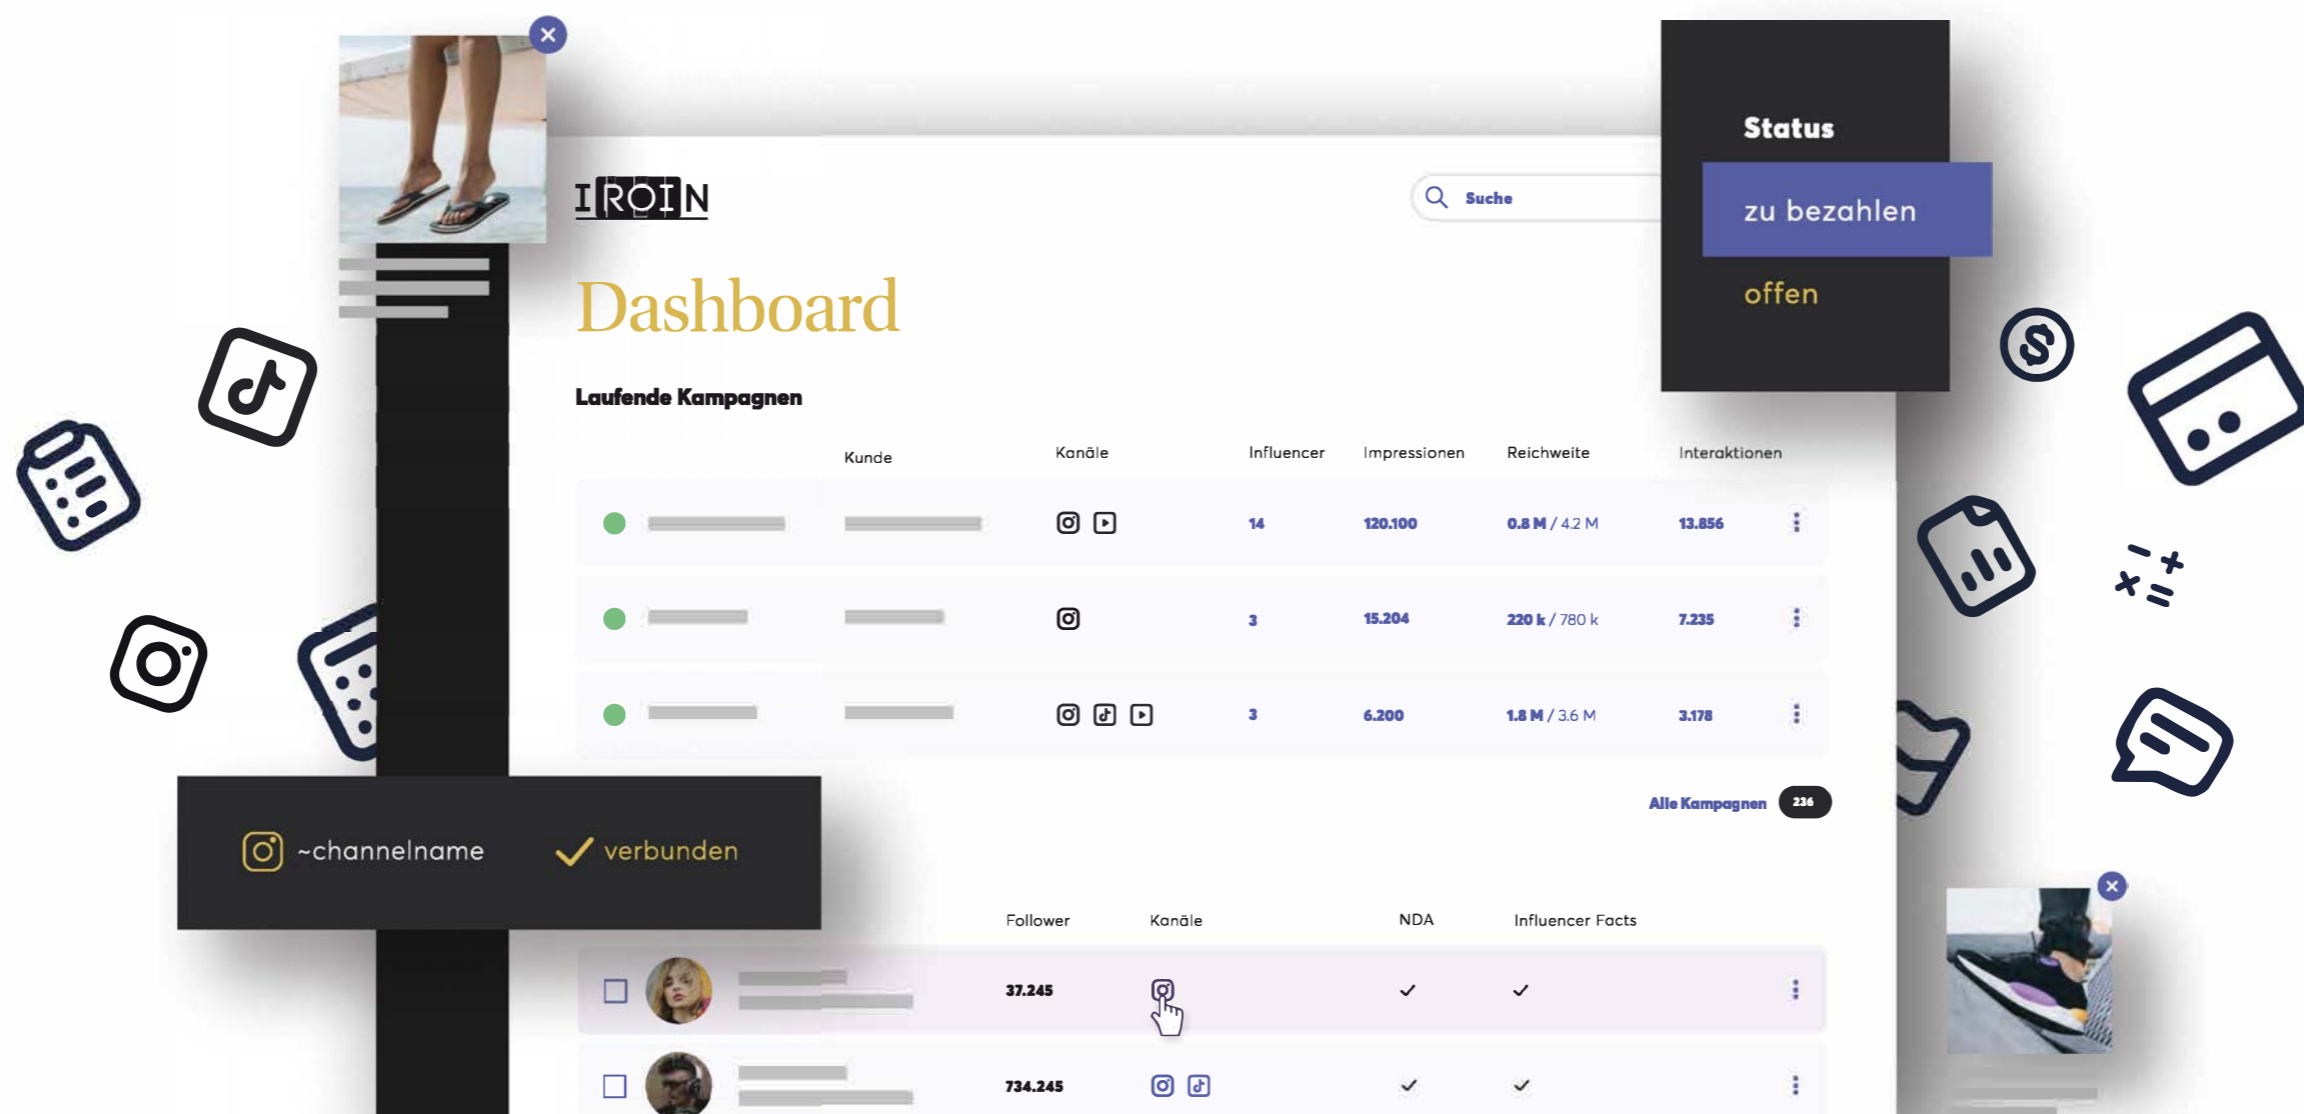 IROIN
Suche
Status
zu bezahlen
offen
Dashboard
Laufende Kampagnen
Kunde Kanäle Influencer Impressionen Reichweite Interaktionen
14 120.100 0.8 M / 4.2 M 13.856
3 15.204 220 k / 780 k 7.235
3 6.200 1.8 M / 3.6 M 3.178
Alle Kampagnen 236
~channelname verbunden
Follower Kanäle NDA Influencer Facts
37.245
734.245